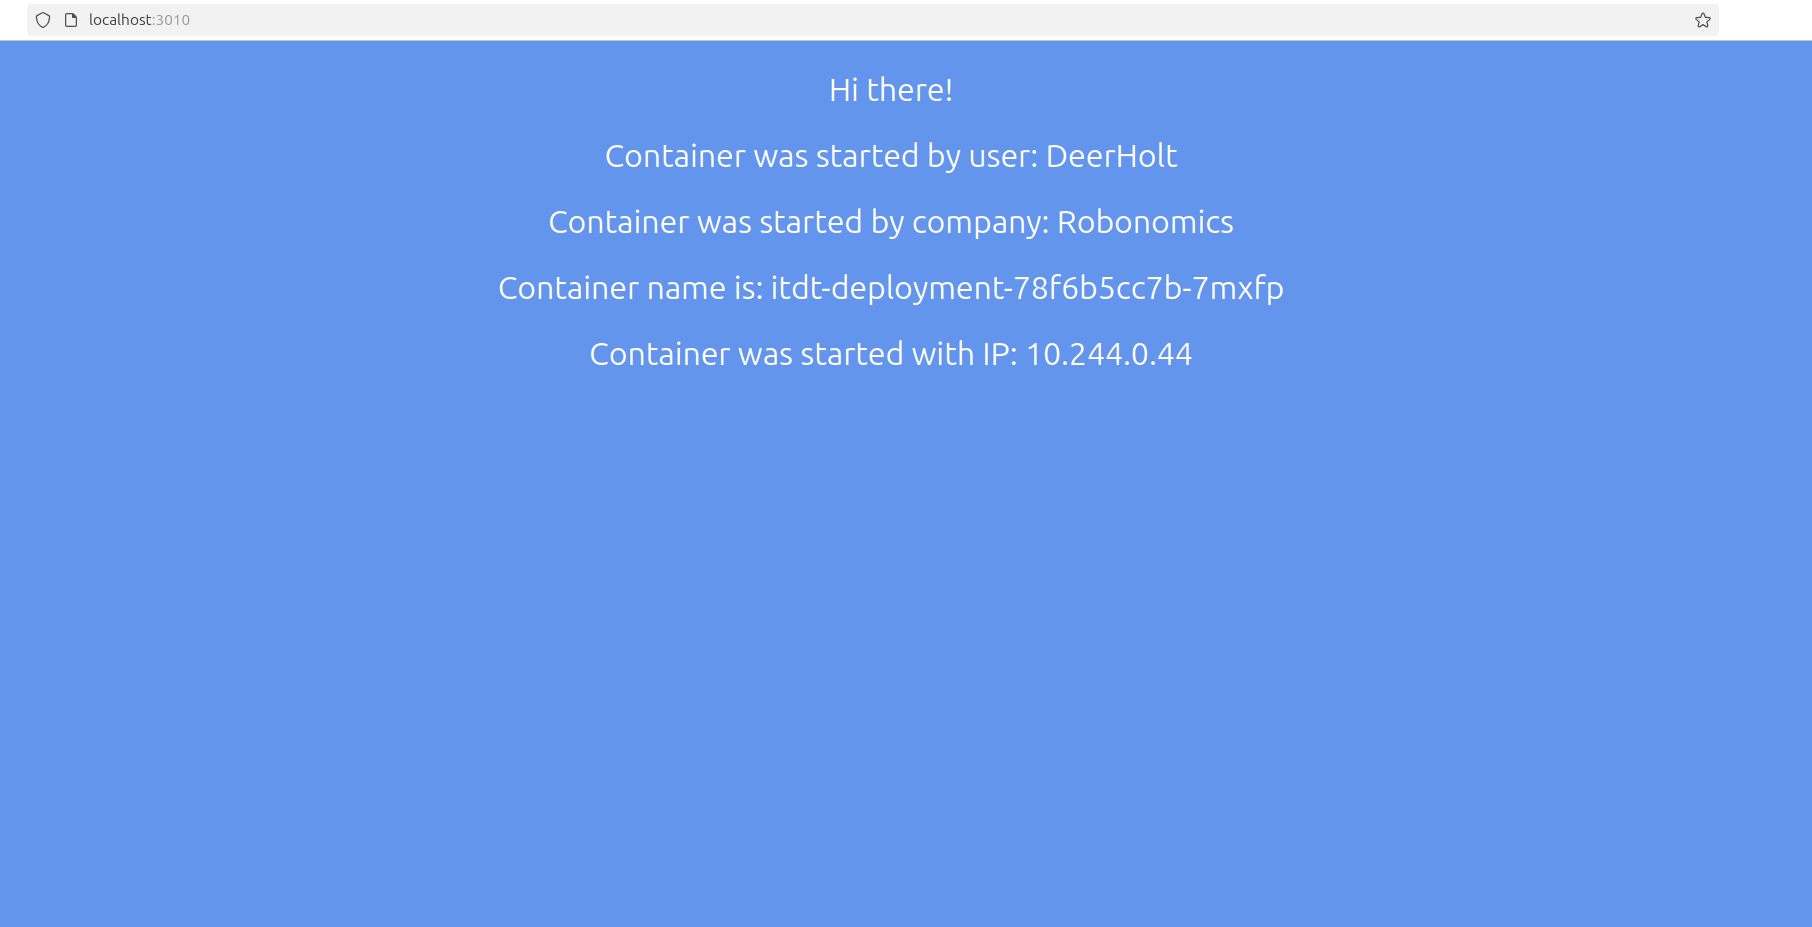 localhost:3010
Hi there!
Container was started by user: DeerHolt
Container was started by company: Robonomics
Container name is: itdt-deployment-78f6b5cc7b-7mxfp
Container was started with IP: 10.244.0.44